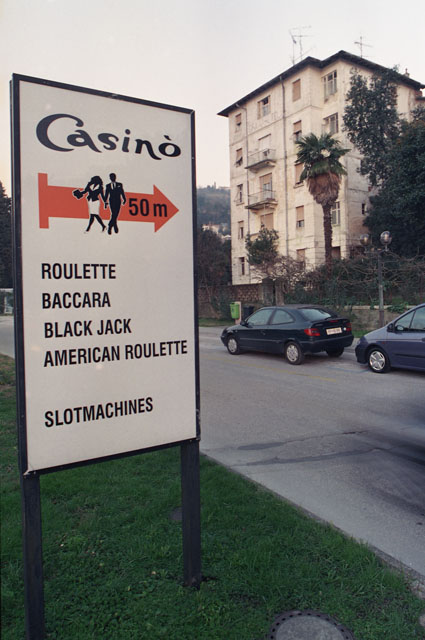 Casinò
50 m
ROULETTE
BACCARA
BLACK JACK
AMERICAN ROULETTE
SLOTMACHINES